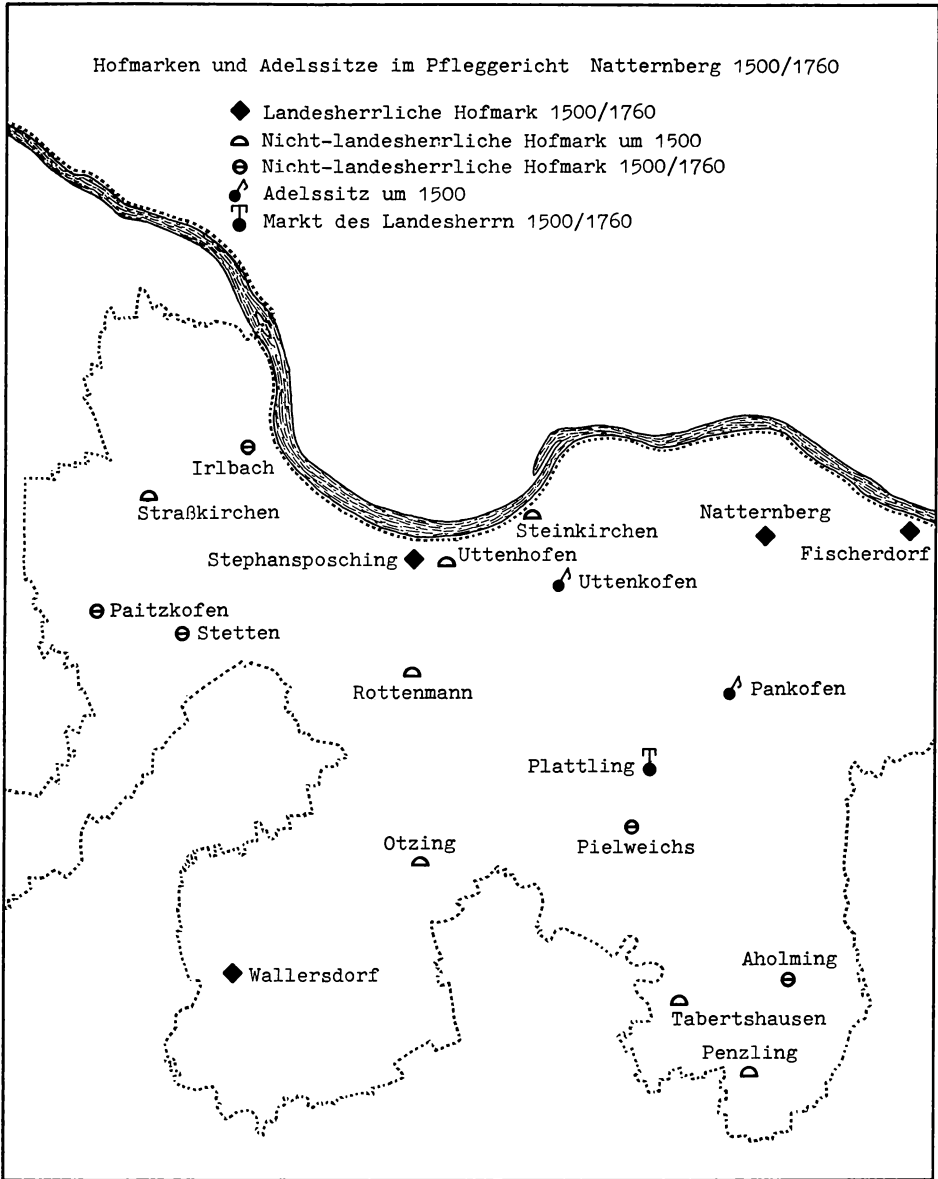 Hofmarken und Adelssitze im Pfleggericht Natternberg 1500/1760
Landesherrliche Hofmark 1500/1760
Nicht-landesherrliche Hofmark um 1500
Nicht-landesherrliche Hofmark 1500/1760
Adelssitz um 1500
Markt des Landesherrn 1500/1760
Irlbach
Straßkirchen
Natternberg
Steinkirchen
Fischerdorf
Stephansposching
Uttenhofen
Uttenkofen
Paitzkofen
Stetten
Rottenmann
Pankofen
Plattling
Otzing
Pielweichs
Aholming
Wallersdorf
Tabertshausen
Penzling